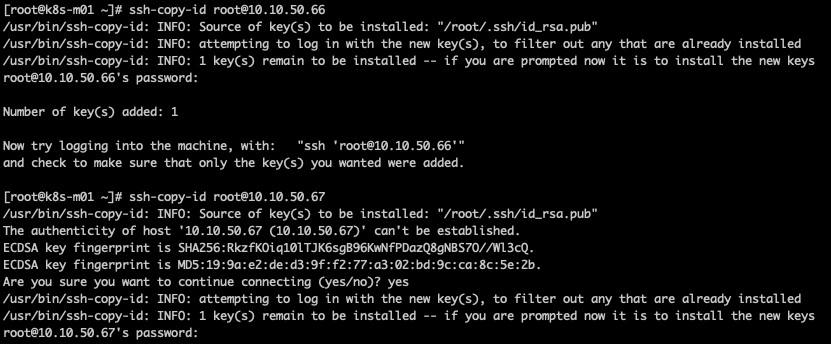 [root@k8s-m01 ~]# ssh-copy-id root@10.10.50.66
/usr/bin/ssh-copy-id: INFO: Source of key(s) to be installed: "/root/.ssh/id_rsa.pub"
/usr/bin/ssh-copy-id: INFO: attempting to log in with the new key(s), to filter out any that are already installed
/usr/bin/ssh-copy-id: INFO: 1 key(s) remain to be installed -- if you are prompted now it is to install the new keys
root@10.10.50.66's password:
Number of key(s) added: 1
Now try logging into the machine, with:   "ssh 'root@10.10.50.66'"
and check to make sure that only the key(s) you wanted were added.
[root@k8s-m01 ~]# ssh-copy-id root@10.10.50.67
/usr/bin/ssh-copy-id: INFO: Source of key(s) to be installed: "/root/.ssh/id_rsa.pub"
The authenticity of host '10.10.50.67 (10.10.50.67)' can't be established.
ECDSA key fingerprint is SHA256:RkzfKOiq10lTJK6sgB96KwNfPDazQ8gNBS7O//Wl3cQ.
ECDSA key fingerprint is MD5:19:9a:e2:de:d3:9f:f2:77:a3:02:bd:9c:ca:8c:5e:2b.
Are you sure you want to continue connecting (yes/no)? yes
/usr/bin/ssh-copy-id: INFO: attempting to log in with the new key(s), to filter out any that are already installed
/usr/bin/ssh-copy-id: INFO: 1 key(s) remain to be installed -- if you are prompted now it is to install the new keys
root@10.10.50.67's password: